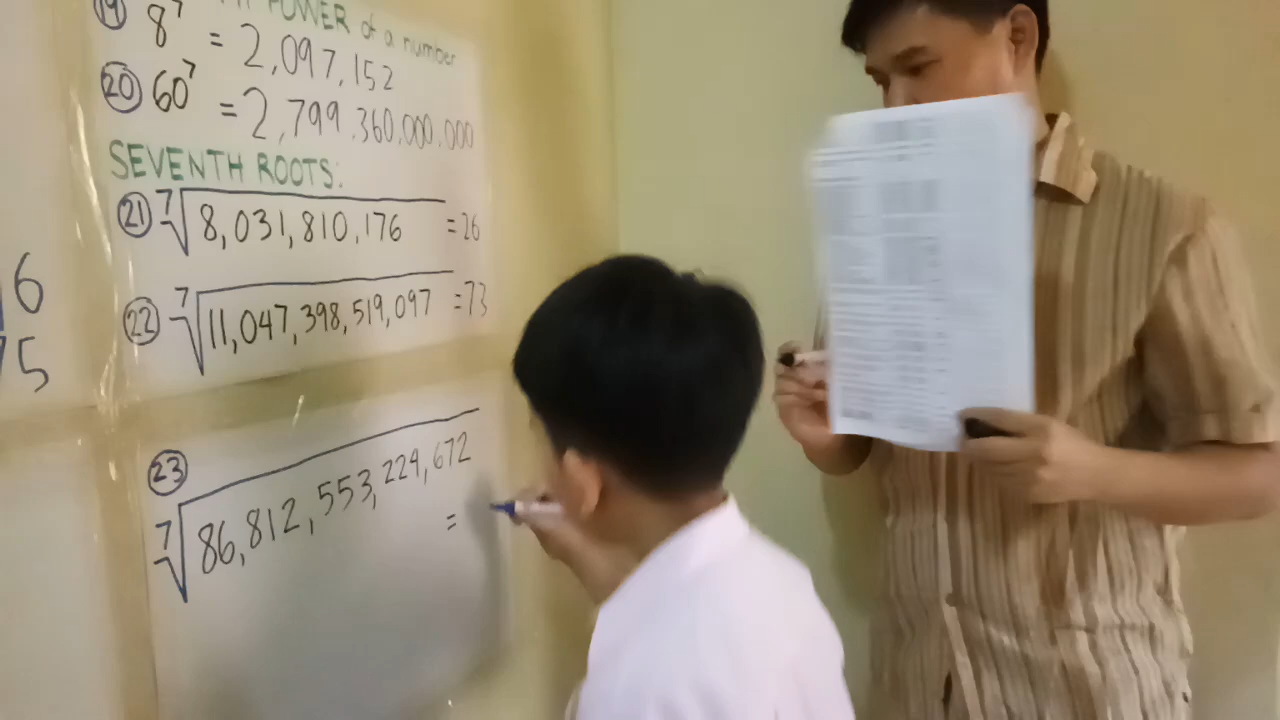 19 8⁷ = 2,097,152
POWER of a number
20 60⁷ = 2,799.360.000.000
SEVENTH ROOTS:
21 ⁷√8,031,810,176 = 26
22 ⁷√11,047,398,519,097 = 73
23
⁷√86,812,553,224,672
=
6
5